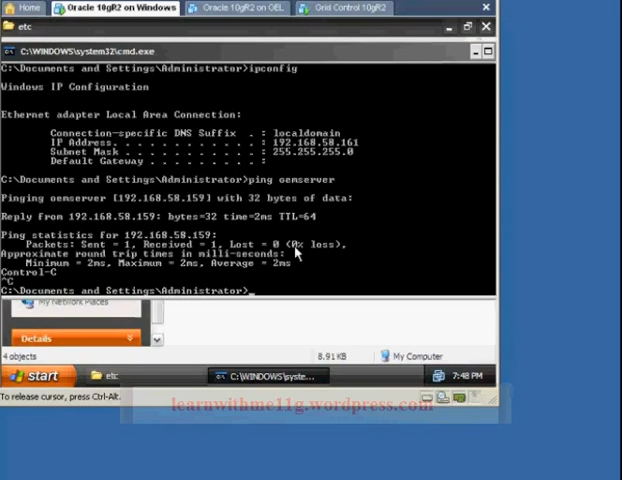 Home Oracle 10gR2 on Windows Oracle 10gR2 on OEL Grid Control 10gR2
etc
C:\WINDOWS\system32\cmd.exe
C:\Documents and Settings\Administrator>ipconfig
Windows IP Configuration
Ethernet adapter Local Area Connection:
Connection-specific DNS Suffix . : localdomain
IP Address. . . . . . . . . . . . : 192.168.58.161
Subnet Mask . . . . . . . . . . . : 255.255.255.0
Default Gateway . . . . . . . . . :
C:\Documents and Settings\Administrator>ping oemserver
Pinging oemserver [192.168.58.159] with 32 bytes of data:
Reply from 192.168.58.159: bytes=32 time=2ms TTL=64
Ping statistics for 192.168.58.159:
Packets: Sent = 1, Received = 1, Lost = 0 (0% loss),
Approximate round trip times in milli-seconds:
Minimum = 2ms, Maximum = 2ms, Average = 2ms
Control-C
^C
C:\Documents and Settings\Administrator>_
My Network Places
Details
4 objects 8.91 KB My Computer
start etc C:\WINDOWS\syste... 7:48 PM
To release cursor, press Ctrl-Alt.
learnwithme11g.wordpress.com